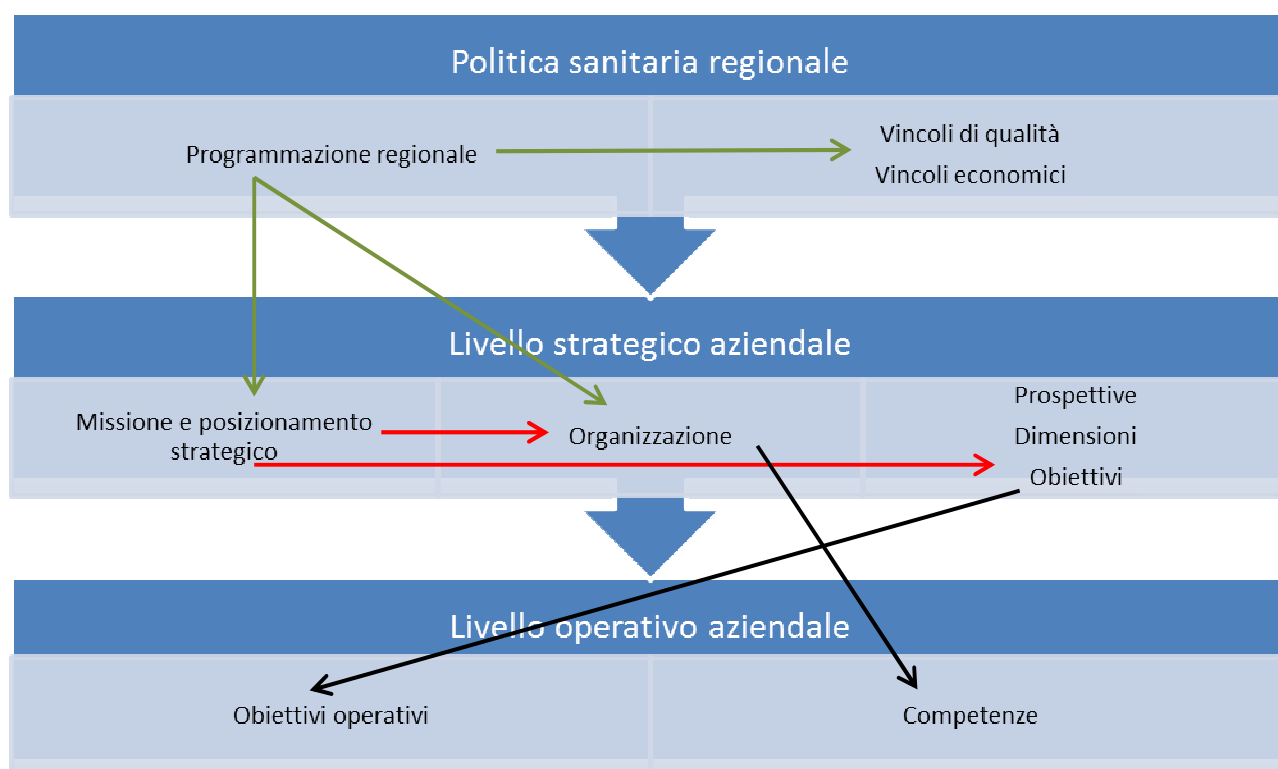 Politica sanitaria regionale
Programmazione regionale
Vincoli di qualità
Vincoli economici
Livello strategico aziendale
Missione e posizionamento
strategico
Organizzazione
Prospettive
Dimensioni
Obiettivi
Livello operativo aziendale
Obiettivi operativi
Competenze